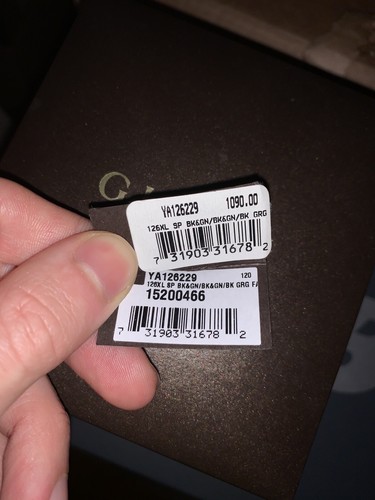 YA126229 1090.00
126XL SP BK&GN/BK&GN/BK GRG
7 31903 31678 2
YA126229 120
126XL SP BK&GN/BK&GN/BK GRG FA
15200466
7 31903 31678 2